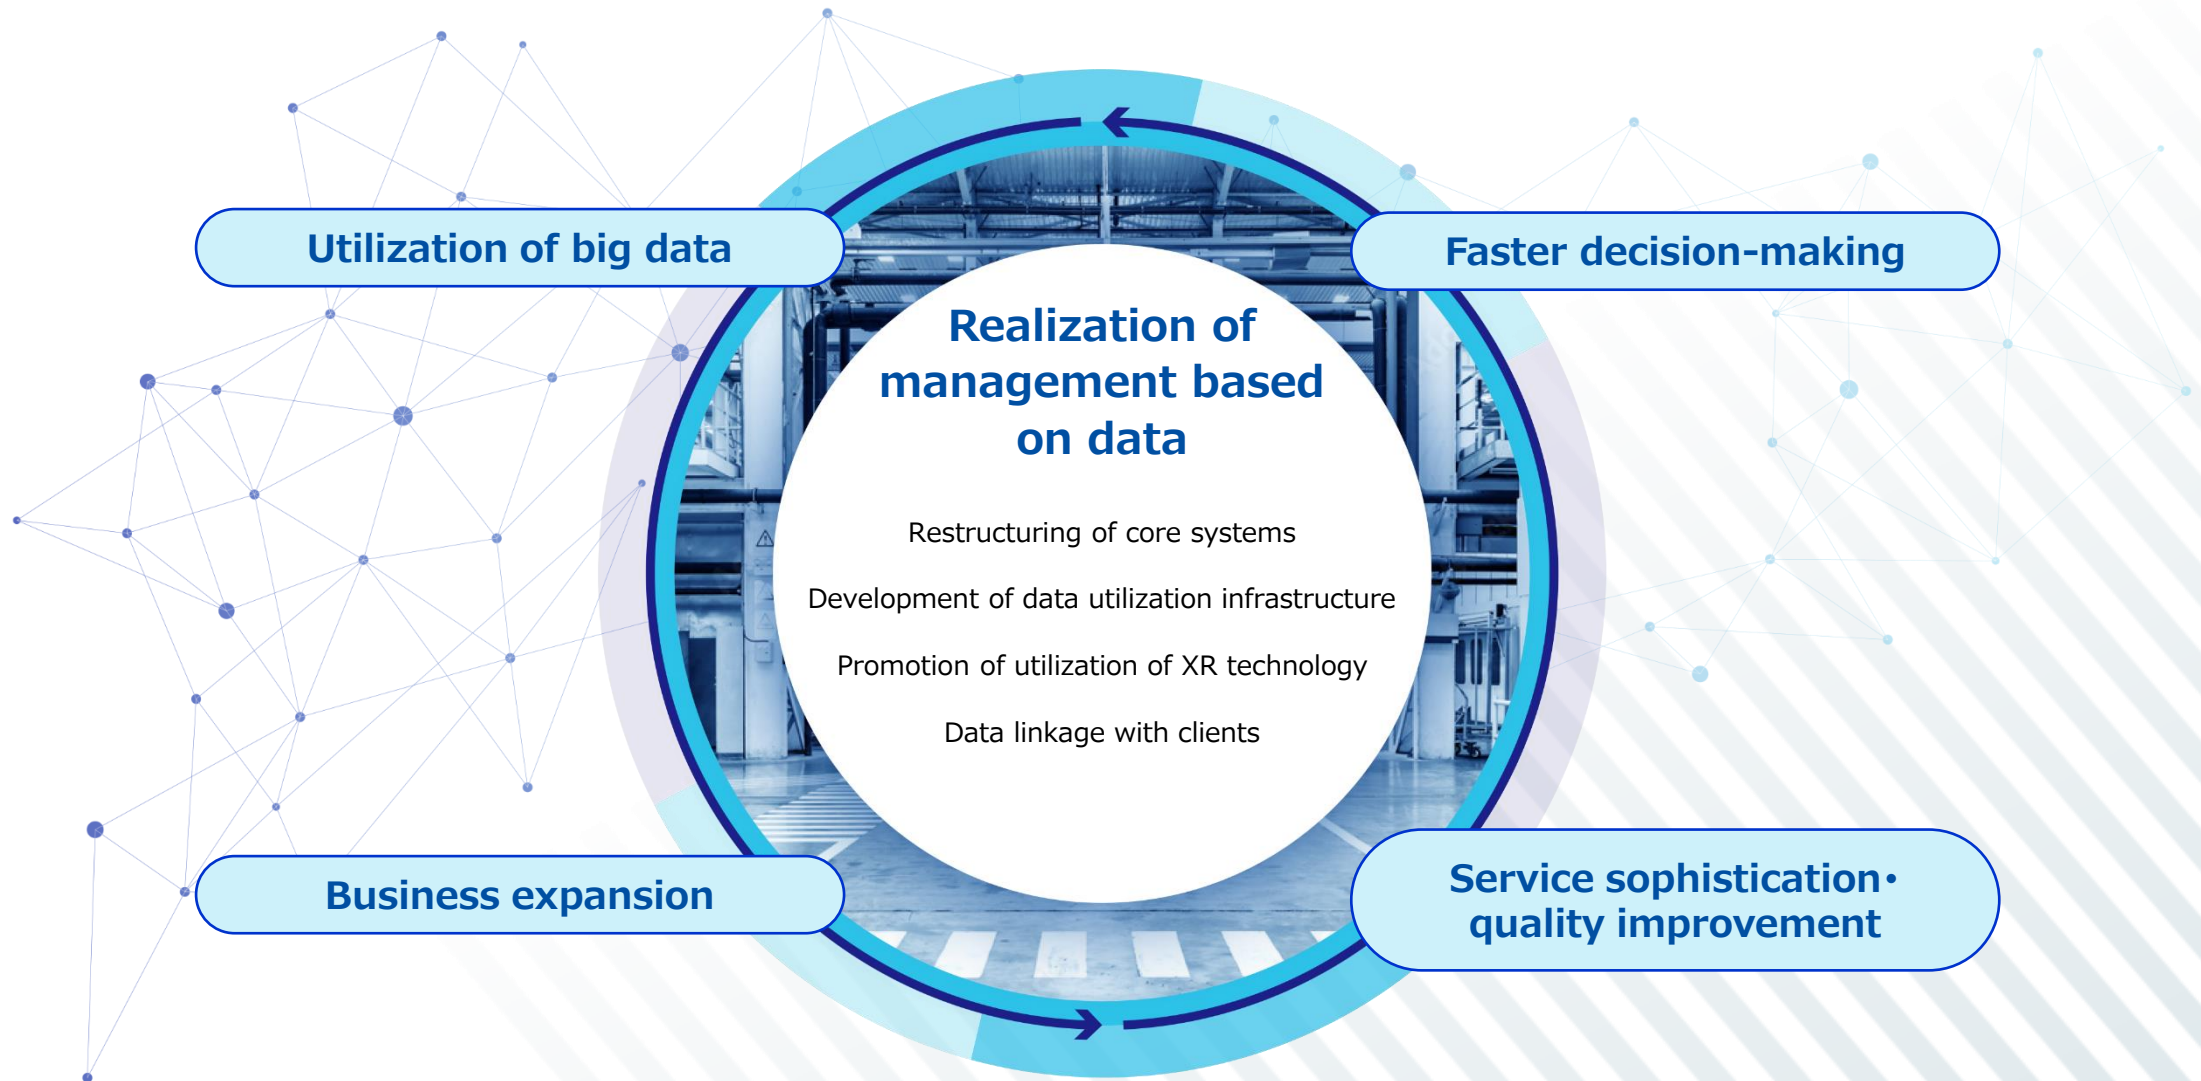 Utilization of big data
Faster decision-making
Realization of
management based
on data
Restructuring of core systems
Development of data utilization infrastructure
Promotion of utilization of XR technology
Data linkage with clients
Business expansion
Service sophistication・
quality improvement